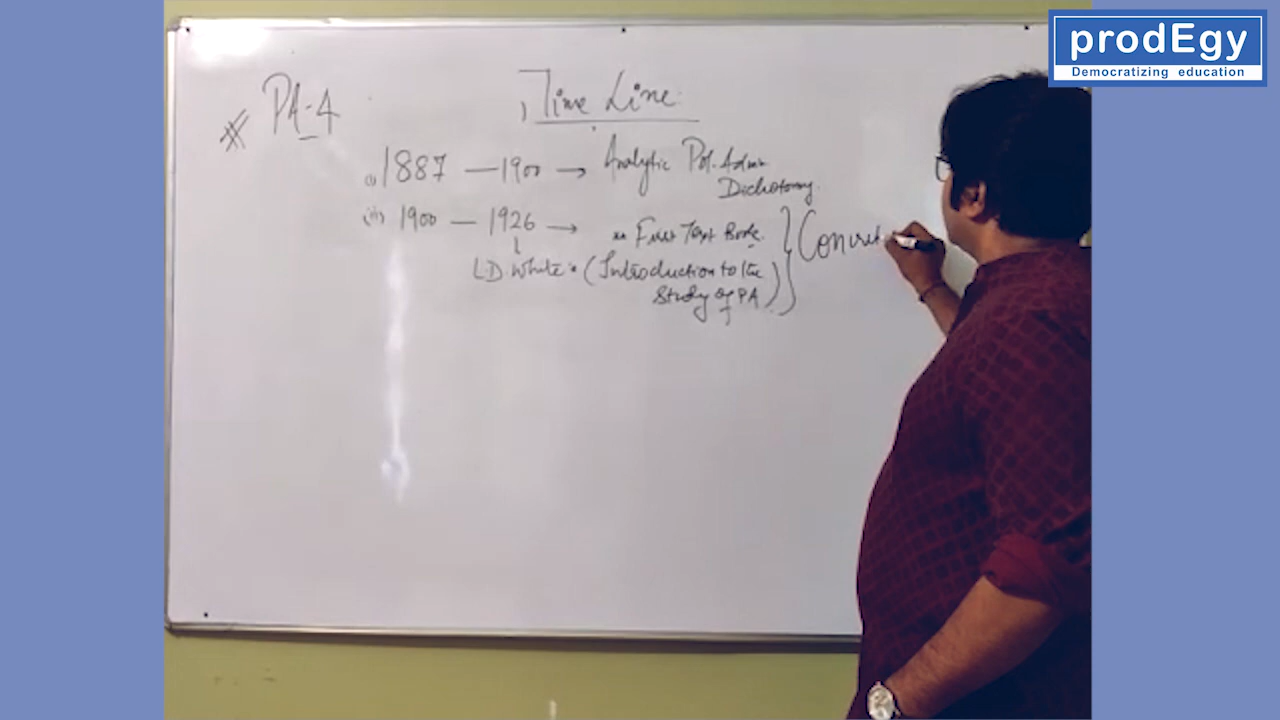 prodEgy
Democratizing education
# PA-4
Time Line
(i) 1887 — 1900 → Analytic Pol. Admn
Dichotomy.
(ii) 1900 — 1926 → First Text Book.
L.D. White (Introduction to the
Study of PA)